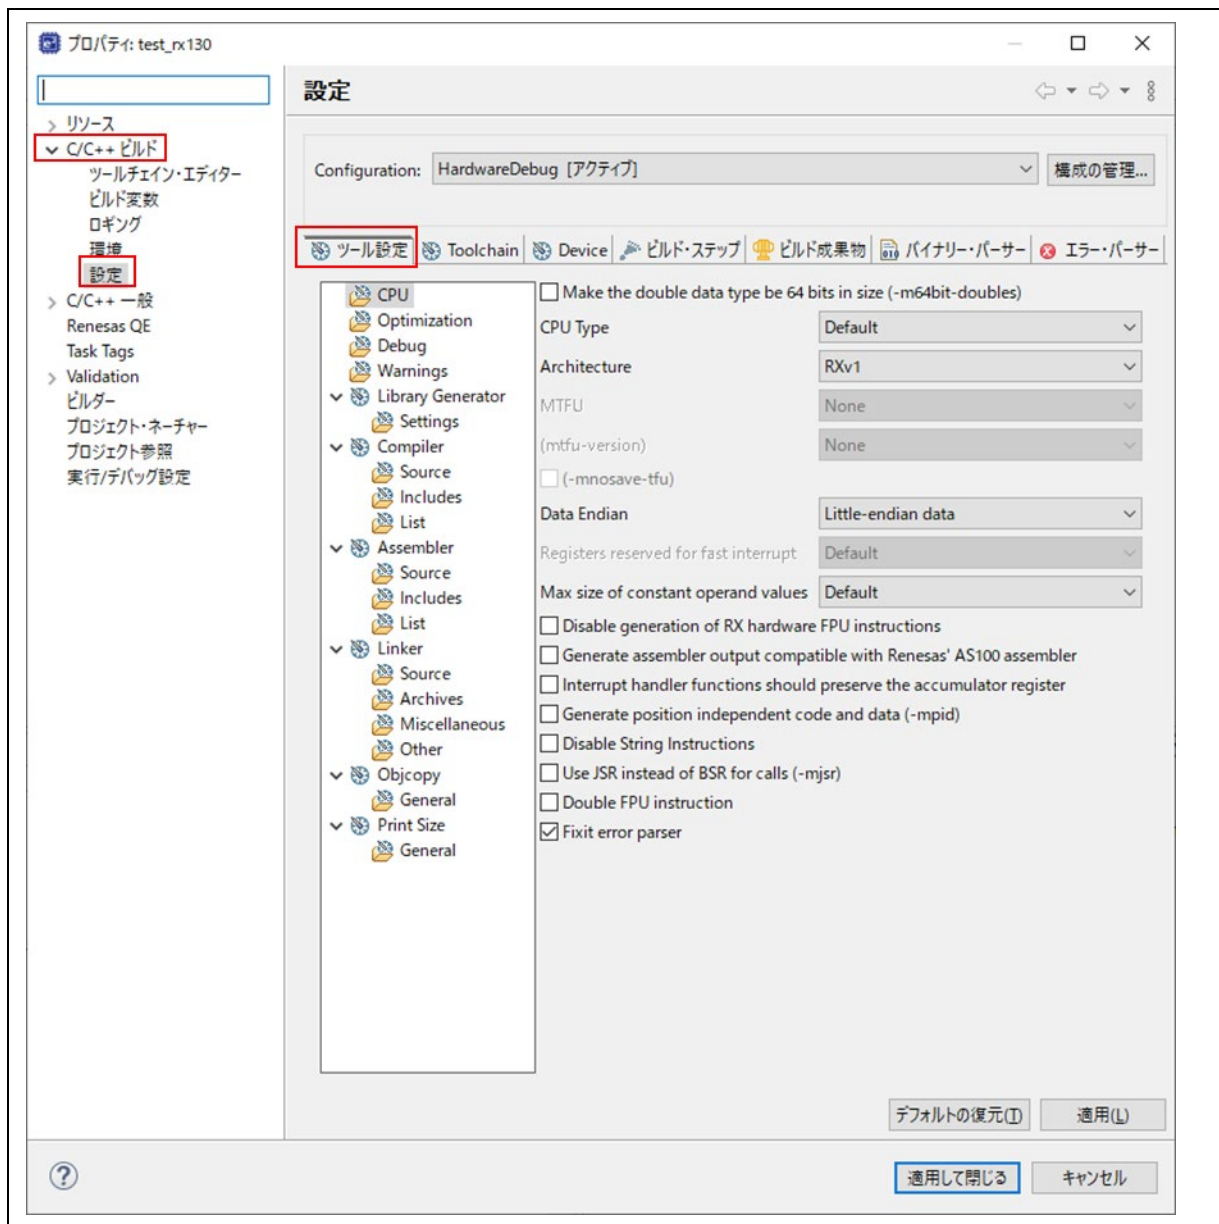 プロパティ: test_rx130
設定
リソース
C/C++ ビルド
ツールチェイン・エディター
ビルド変数
ロギング
環境
設定
C/C++ 一般
Renesas QE
Task Tags
Validation
ビルダー
プロジェクト・ネーチャー
プロジェクト参照
実行/デバッグ設定
Configuration: HardwareDebug [アクティブ] 構成の管理...
ツール設定 Toolchain Device ビルド・ステップ ビルド成果物 バイナリー・パーサー エラー・パーサー
CPU
Optimization
Debug
Warnings
Library Generator
Settings
Compiler
Source
Includes
List
Assembler
Source
Includes
List
Linker
Source
Archives
Miscellaneous
Other
Objcopy
General
Print Size
General
Make the double data type be 64 bits in size (-m64bit-doubles)
CPU Type Default
Architecture RXv1
MTFU None
(mtfu-version) None
(-mnosave-tfu)
Data Endian Little-endian data
Registers reserved for fast interrupt Default
Max size of constant operand values Default
Disable generation of RX hardware FPU instructions
Generate assembler output compatible with Renesas' AS100 assembler
Interrupt handler functions should preserve the accumulator register
Generate position independent code and data (-mpid)
Disable String Instructions
Use JSR instead of BSR for calls (-mjsr)
Double FPU instruction
Fixit error parser
デフォルトの復元(T) 適用(L)
適用して閉じる キャンセル